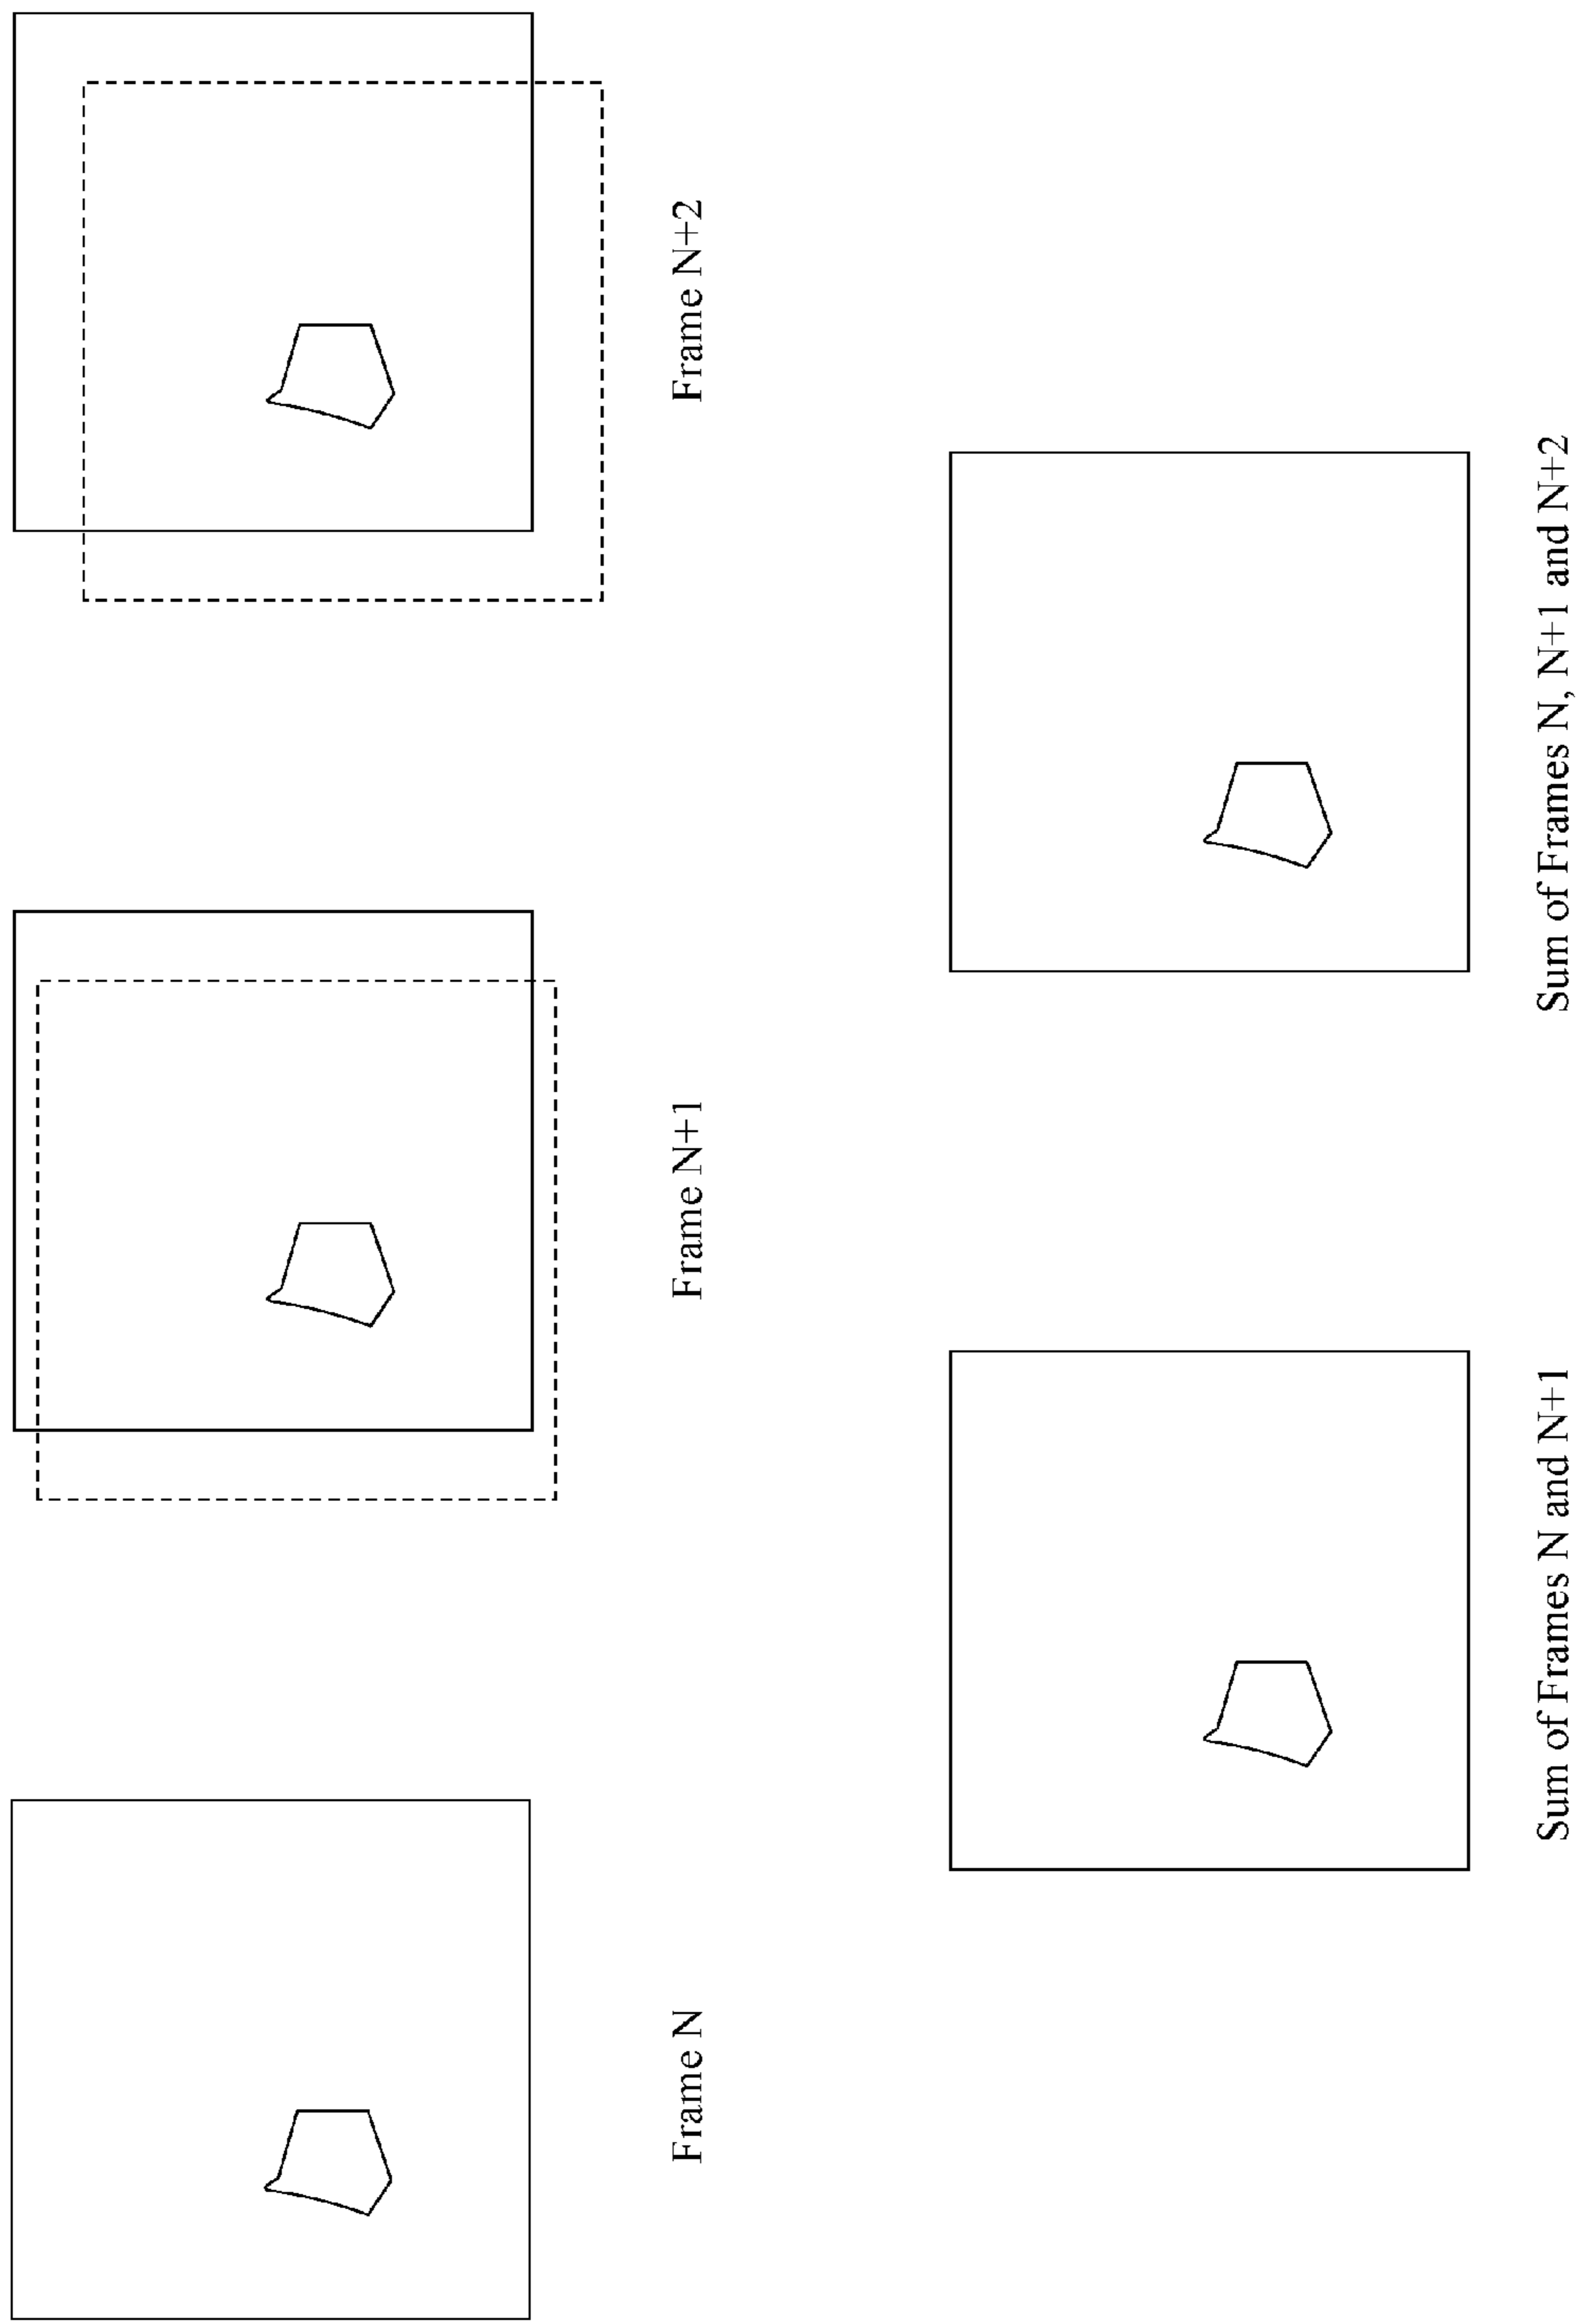 Frame N
Frame N+1
Frame N+2
Sum of Frames N and N+1
Sum of Frames N, N+1 and N+2